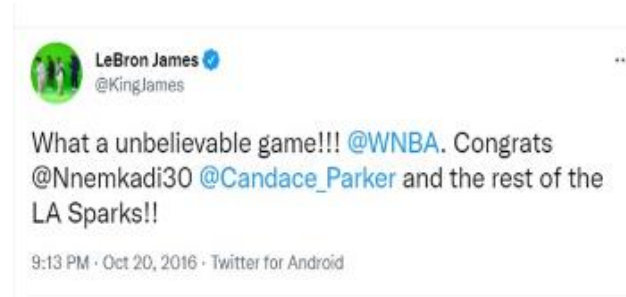 LeBron James
@KingJames
What a unbelievable game!!! @WNBA. Congrats
@Nnemkadi30 @Candace_Parker and the rest of the
LA Sparks!!
9:13 PM · Oct 20, 2016 · Twitter for Android